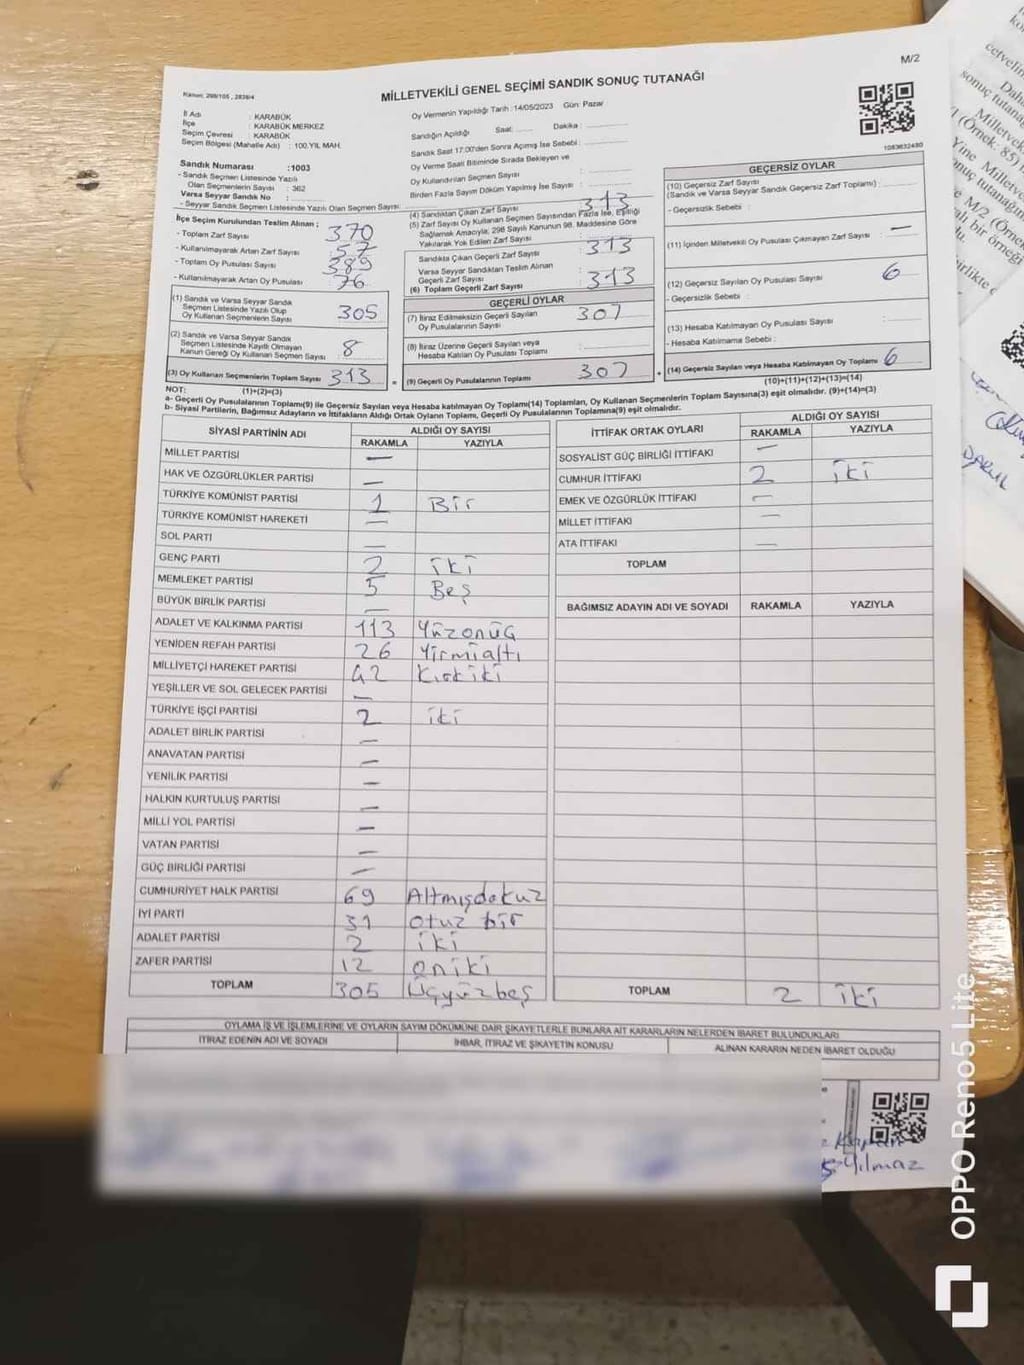 M/2
Kanun: 298/105 , 2839/4
MİLLETVEKİLİ GENEL SEÇİMİ SANDIK SONUÇ TUTANAĞI
İl Adı : KARABÜK
İlçe : KARABÜK MERKEZ
Seçim Çevresi : KARABÜK
Seçim Bölgesi (Mahalle Adı) : 100.YIL MAH.
Oy Vermenin Yapıldığı Tarih :14/05/2023 Gün: Pazar
Sandığın Açıldığı Saat:...... Dakika : ..............
Sandık Saat 17.00'den Sonra Açılmış İse Sebebi : ..............
Oy Verme Saati Bitiminde Sırada Bekleyen ve
Oy Kullandırılan Seçmen Sayısı :
Birden Fazla Sayım Döküm Yapılmış İse Sayısı :
1083632480
Sandık Numarası :1003
- Sandık Seçmen Listesinde Yazılı
Olan Seçmenlerin Sayısı : 362
Varsa Seyyar Sandık No :
- Seyyar Sandık Seçmen Listesinde Yazılı Olan Seçmen Sayısı:
İlçe Seçim Kurulundan Teslim Alınan ;
- Toplam Zarf Sayısı 370
- Kullanılmayarak Artan Zarf Sayısı 57
- Toplam Oy Pusulası Sayısı 389
- Kullanılmayarak Artan Oy Pusulası 76
(1) Sandık ve Varsa Seyyar Sandık
Seçmen Listesinde Yazılı Olup
Oy Kullanan Seçmenlerin Sayısı 305
(2) Sandık ve Varsa Seyyar Sandık
Seçmen Listesinde Kayıtlı Olmayan
Kanun Gereği Oy Kullanan Seçmen Sayısı 8
(3) Oy Kullanan Seçmenlerin Toplam Sayısı 313
(1)+(2)=(3)
(4) Sandıktan Çıkan Zarf Sayısı 313
(5) Zarf Sayısı Oy Kullanan Seçmen Sayısından Fazla İse, Eşitliği
Sağlamak Amacıyla, 298 Sayılı Kanunun 98. Maddesine Göre
Yakılarak Yok Edilen Zarf Sayısı
Sandıkta Çıkan Geçerli Zarf Sayısı 313
Varsa Seyyar Sandıktan Teslim Alınan
Geçerli Zarf Sayısı
(6) Toplam Geçerli Zarf Sayısı 313
GEÇERLİ OYLAR
(7) İtiraz Edilmeksizin Geçerli Sayılan
Oy Pusulalarının Sayısı 307
(8) İtiraz Üzerine Geçerli Sayılan veya
Hesaba Katılan Oy Pusulası Toplamı
= (9) Geçerli Oy Pusulalarının Toplamı 307
GEÇERSİZ OYLAR
(10) Geçersiz Zarf Sayısı
(Sandık ve Varsa Seyyar Sandık Geçersiz Zarf Toplamı) :
- Geçersizlik Sebebi :
(11) İçinden Milletvekili Oy Pusulası Çıkmayan Zarf Sayısı : —
(12) Geçersiz Sayılan Oy Pusulası Sayısı : 6
- Geçersizlik Sebebi :
(13) Hesaba Katılmayan Oy Pusulası Sayısı :
- Hesaba Katılmama Sebebi :
+ (14) Geçersiz Sayılan veya Hesaba Katılmayan Oy Toplamı 6
(10)+(11)+(12)+(13)=(14)
NOT:
a- Geçerli Oy Pusulalarının Toplamı(9) ile Geçersiz Sayılan veya Hesaba katılmayan Oy Toplamı(14) Toplamları, Oy Kullanan Seçmenlerin Toplam Sayısına(3) eşit olmalıdır. (9)+(14)=(3)
b- Siyasi Partilerin, Bağımsız Adayların ve İttifakların Aldığı Ortak Oyların Toplamı, Geçerli Oy Pusulalarının Toplamına(9) eşit olmalıdır.
SİYASİ PARTİNİN ADI ALDIĞI OY SAYISI
RAKAMLA YAZIYLA
MİLLET PARTİSİ —
HAK VE ÖZGÜRLÜKLER PARTİSİ —
TÜRKİYE KOMÜNİST PARTİSİ 1 Bir
TÜRKİYE KOMÜNİST HAREKETİ —
SOL PARTİ —
GENÇ PARTİ 2 iki
MEMLEKET PARTİSİ 5 Beş
BÜYÜK BİRLİK PARTİSİ —
ADALET VE KALKINMA PARTİSİ 113 Yüzonüç
YENİDEN REFAH PARTİSİ 26 Yirmialtı
MİLLİYETÇİ HAREKET PARTİSİ 42 Kırkiki
YEŞİLLER VE SOL GELECEK PARTİSİ —
TÜRKİYE İŞÇİ PARTİSİ 2 iki
ADALET BİRLİK PARTİSİ —
ANAVATAN PARTİSİ —
YENİLİK PARTİSİ —
HALKIN KURTULUŞ PARTİSİ —
MİLLİ YOL PARTİSİ —
VATAN PARTİSİ —
GÜÇ BİRLİĞİ PARTİSİ —
CUMHURİYET HALK PARTİSİ 69 Altmışdokuz
İYİ PARTİ 31 otuz bir
ADALET PARTİSİ 2 iki
ZAFER PARTİSİ 12 oniki
TOPLAM 305 Üçyüzbeş
İTTİFAK ORTAK OYLARI ALDIĞI OY SAYISI
RAKAMLA YAZIYLA
SOSYALİST GÜÇ BİRLİĞİ İTTİFAKI —
CUMHUR İTTİFAKI 2 iki
EMEK VE ÖZGÜRLÜK İTTİFAKI —
MİLLET İTTİFAKI —
ATA İTTİFAKI —
TOPLAM
BAĞIMSIZ ADAYIN ADI VE SOYADI RAKAMLA YAZIYLA
TOPLAM 2 iki
OYLAMA İŞ VE İŞLEMLERİNE VE OYLARIN SAYIM DÖKÜMÜNE DAİR ŞİKAYETLERLE BUNLARA AİT KARARLARIN NELERDEN İBARET BULUNDUKLARI
İTİRAZ EDENİN ADI VE SOYADI İHBAR, İTİRAZ VE ŞİKAYETİN KONUSU ALINAN KARARIN NEDEN İBARET OLDUĞU
Yılmaz
cetvelin
sonuç tutana
(Örnek: 85)
Yine Milletv
onuç tutanağın
e M/2 (Örne
alı bir örneği
birlikte
OPPO Reno5 Lite